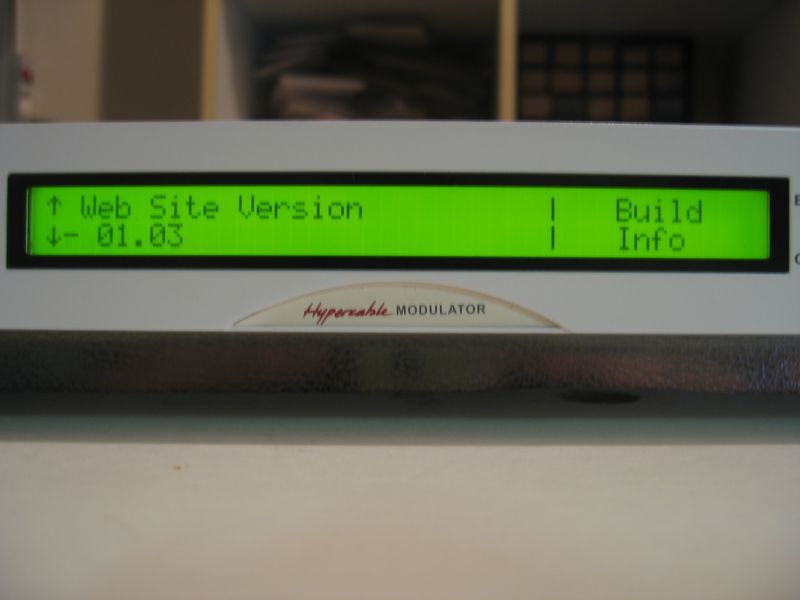 ↑ Web Site Version | Build
↓- 01.03 | Info
Hypercable MODULATOR